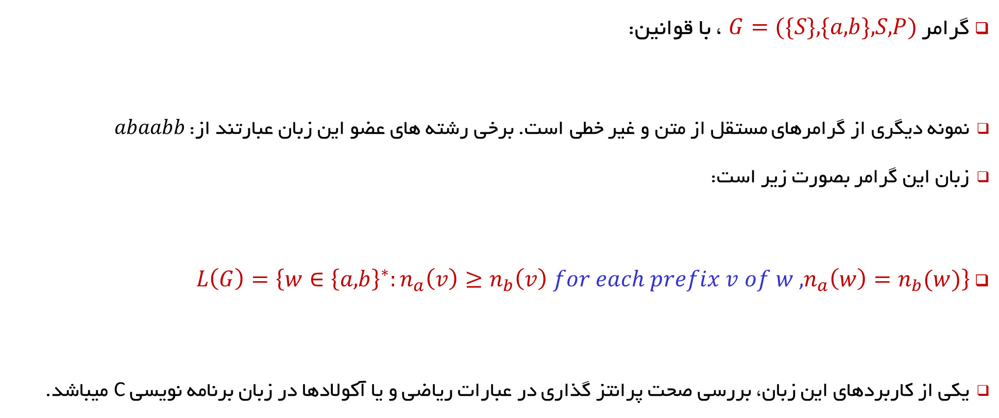 ❑ گرامر G = ({S},{a,b},S,P) ، با قوانین:
❑ نمونه دیگری از گرامرهای مستقل از متن و غیر خطی است. برخی رشته های عضو این زبان عبارتند از: abaabb
❑ زبان این گرامر بصورت زیر است:
❑ L(G) = {w ∈ {a,b}*: n_a(v) ≥ n_b(v) for each prefix v of w ,n_a(w) = n_b(w)}
❑ یکی از کاربردهای این زبان، بررسی صحت پرانتز گذاری در عبارات ریاضی و یا آکولادها در زبان برنامه نویسی C میباشد.